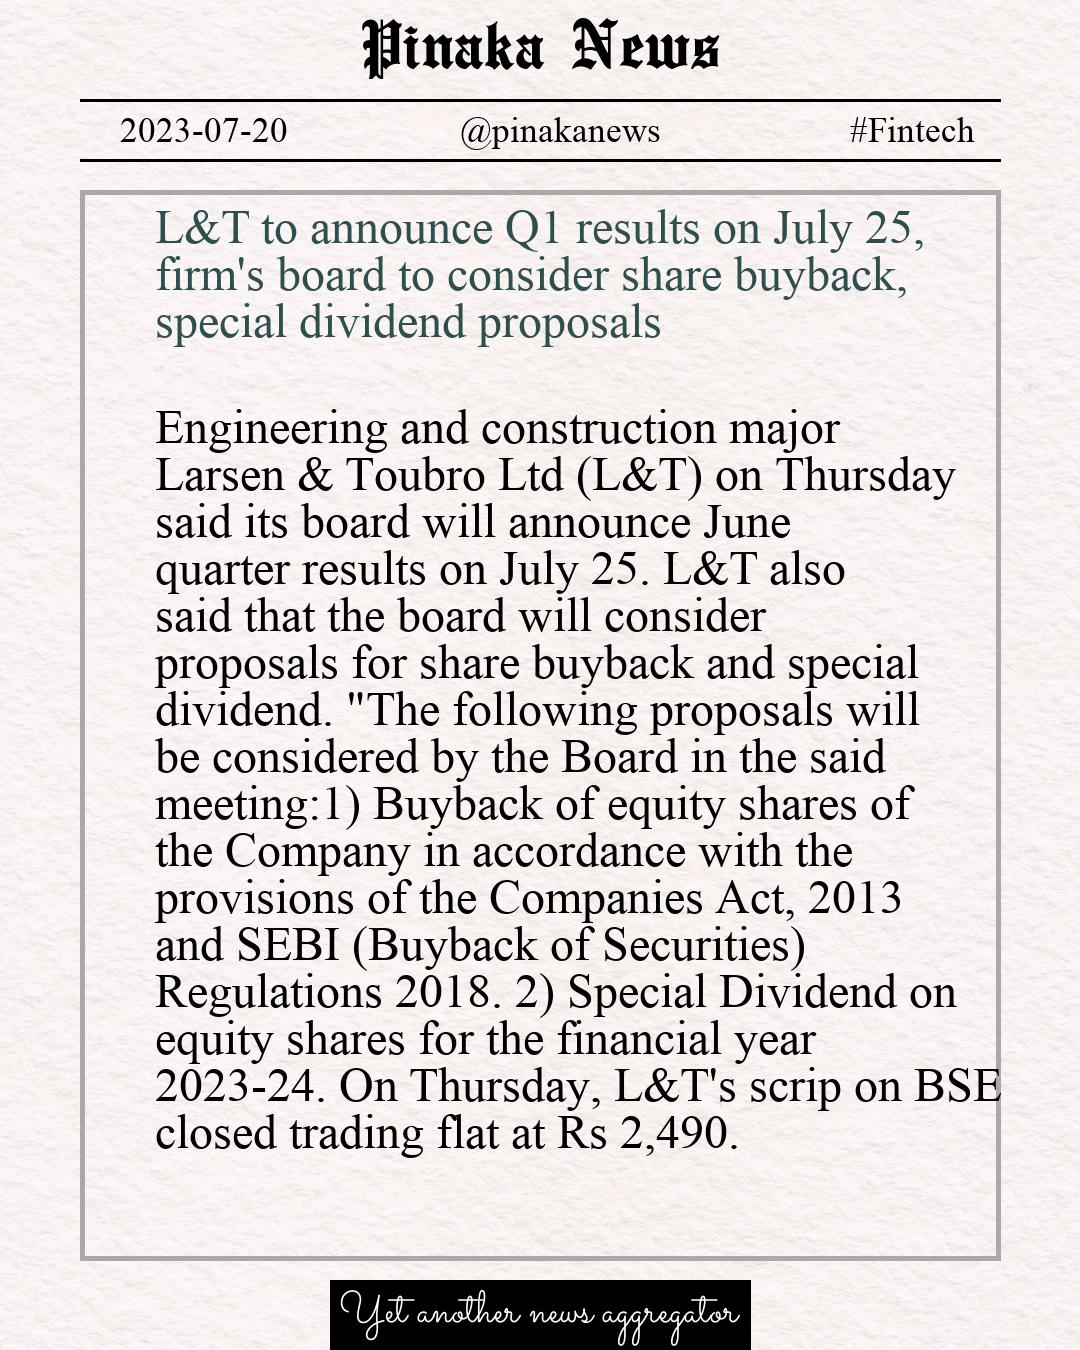 Pinaka News
2023-07-20 @pinakanews #Fintech
L&T to announce Q1 results on July 25,
firm's board to consider share buyback,
special dividend proposals
Engineering and construction major
Larsen & Toubro Ltd (L&T) on Thursday
said its board will announce June
quarter results on July 25. L&T also
said that the board will consider
proposals for share buyback and special
dividend. "The following proposals will
be considered by the Board in the said
meeting:1) Buyback of equity shares of
the Company in accordance with the
provisions of the Companies Act, 2013
and SEBI (Buyback of Securities)
Regulations 2018. 2) Special Dividend on
equity shares for the financial year
2023-24. On Thursday, L&T's scrip on BSE
closed trading flat at Rs 2,490.
Yet another news aggregator